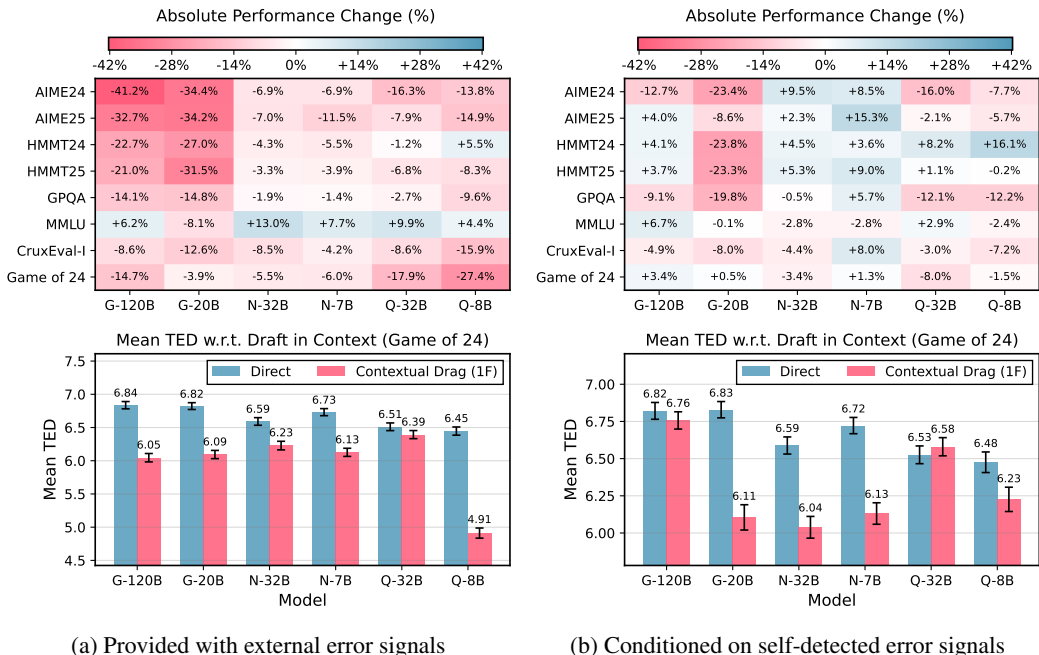 Absolute Performance Change (%)
-42% -28% -14% 0% +14% +28% +42%
AIME24 -41.2% -34.4% -6.9% -6.9% -16.3% -13.8%
AIME25 -32.7% -34.2% -7.0% -11.5% -7.9% -14.9%
HMMT24 -22.7% -27.0% -4.3% -5.5% -1.2% +5.5%
HMMT25 -21.0% -31.5% -3.3% -3.9% -6.8% -8.3%
GPQA -14.1% -14.8% -1.9% -1.4% -2.7% -9.6%
MMLU +6.2% -8.1% +13.0% +7.7% +9.9% +4.4%
CruxEval-I -8.6% -12.6% -8.5% -4.2% -8.6% -15.9%
Game of 24 -14.7% -3.9% -5.5% -6.0% -17.9% -27.4%
G-120B G-20B N-32B N-7B Q-32B Q-8B
Mean TED w.r.t. Draft in Context (Game of 24)
Direct Contextual Drag (1F)
Mean TED
7.5
7.0
6.5
6.0
5.5
5.0
4.5
6.84 6.05 6.82 6.09 6.59 6.23 6.73 6.13 6.51 6.39 6.45 4.91
G-120B G-20B N-32B N-7B Q-32B Q-8B
Model
(a) Provided with external error signals
Absolute Performance Change (%)
-42% -28% -14% 0% +14% +28% +42%
AIME24 -12.7% -23.4% +9.5% +8.5% -16.0% -7.7%
AIME25 +4.0% -8.6% +2.3% +15.3% -2.1% -5.7%
HMMT24 +4.1% -23.8% +4.5% +3.6% +8.2% +16.1%
HMMT25 +3.7% -23.3% +5.3% +9.0% +1.1% -0.2%
GPQA -9.1% -19.8% -0.5% +5.7% -12.1% -12.2%
MMLU +6.7% -0.1% -2.8% -2.8% +2.9% -2.4%
CruxEval-I -4.9% -8.0% -4.4% +8.0% -3.0% -7.2%
Game of 24 +3.4% +0.5% -3.4% +1.3% -8.0% -1.5%
G-120B G-20B N-32B N-7B Q-32B Q-8B
Mean TED w.r.t. Draft in Context (Game of 24)
Direct Contextual Drag (1F)
Mean TED
7.00
6.75
6.50
6.25
6.00
6.82 6.76 6.83 6.11 6.59 6.04 6.72 6.13 6.53 6.58 6.48 6.23
G-120B G-20B N-32B N-7B Q-32B Q-8B
Model
(b) Conditioned on self-detected error signals